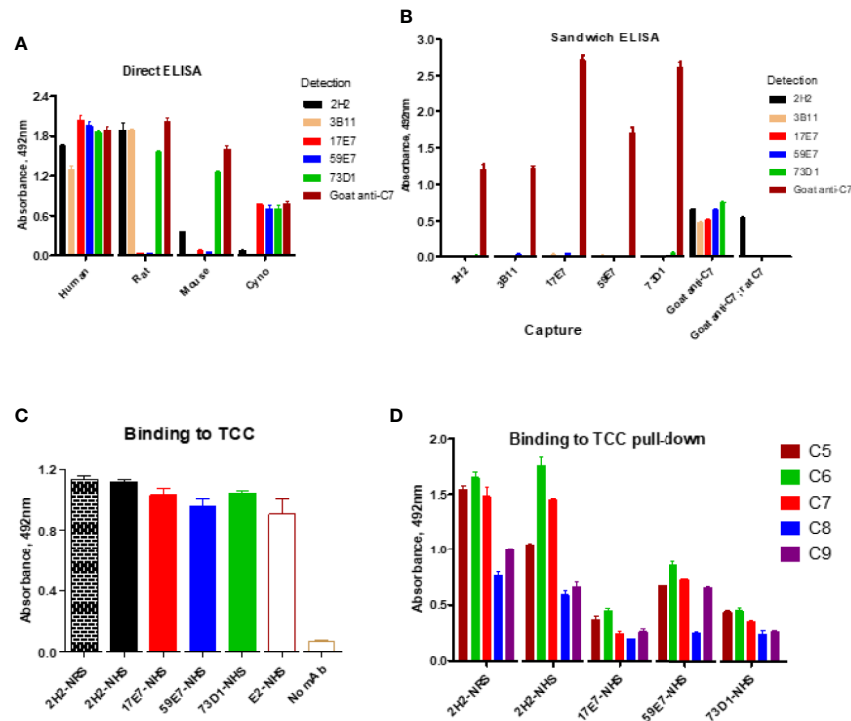 A
Direct ELISA
Absorbance, 492nm
2.4
1.8
1.2
0.6
0.0
Human
Rat
Mouse
Cyno
Detection
2H2
3B11
17E7
59E7
73D1
Goat anti-C7
B
Sandwich ELISA
Absorbance, 492nm
3.0
2.5
2.0
1.5
1.0
0.5
0.0
2H2
3B11
17E7
59E7
73D1
Goat anti-C7
Goat anti-C7; rat C7
Capture
Detection
2H2
3B11
17E7
59E7
73D1
Goat anti-C7
C
Binding to TCC
Absorbance, 492nm
1.2
0.8
0.4
0.0
2H2-NRS
2H2-NHS
17E7-NHS
59E7-NHS
73D1-NHS
E2-NHS
No mAb
D
Binding to TCC pull-down
Absorbance, 492nm
2.0
1.5
1.0
0.5
0.0
2H2-NRS
2H2-NHS
17E7-NHS
59E7-NHS
73D1-NHS
C5
C6
C7
C8
C9